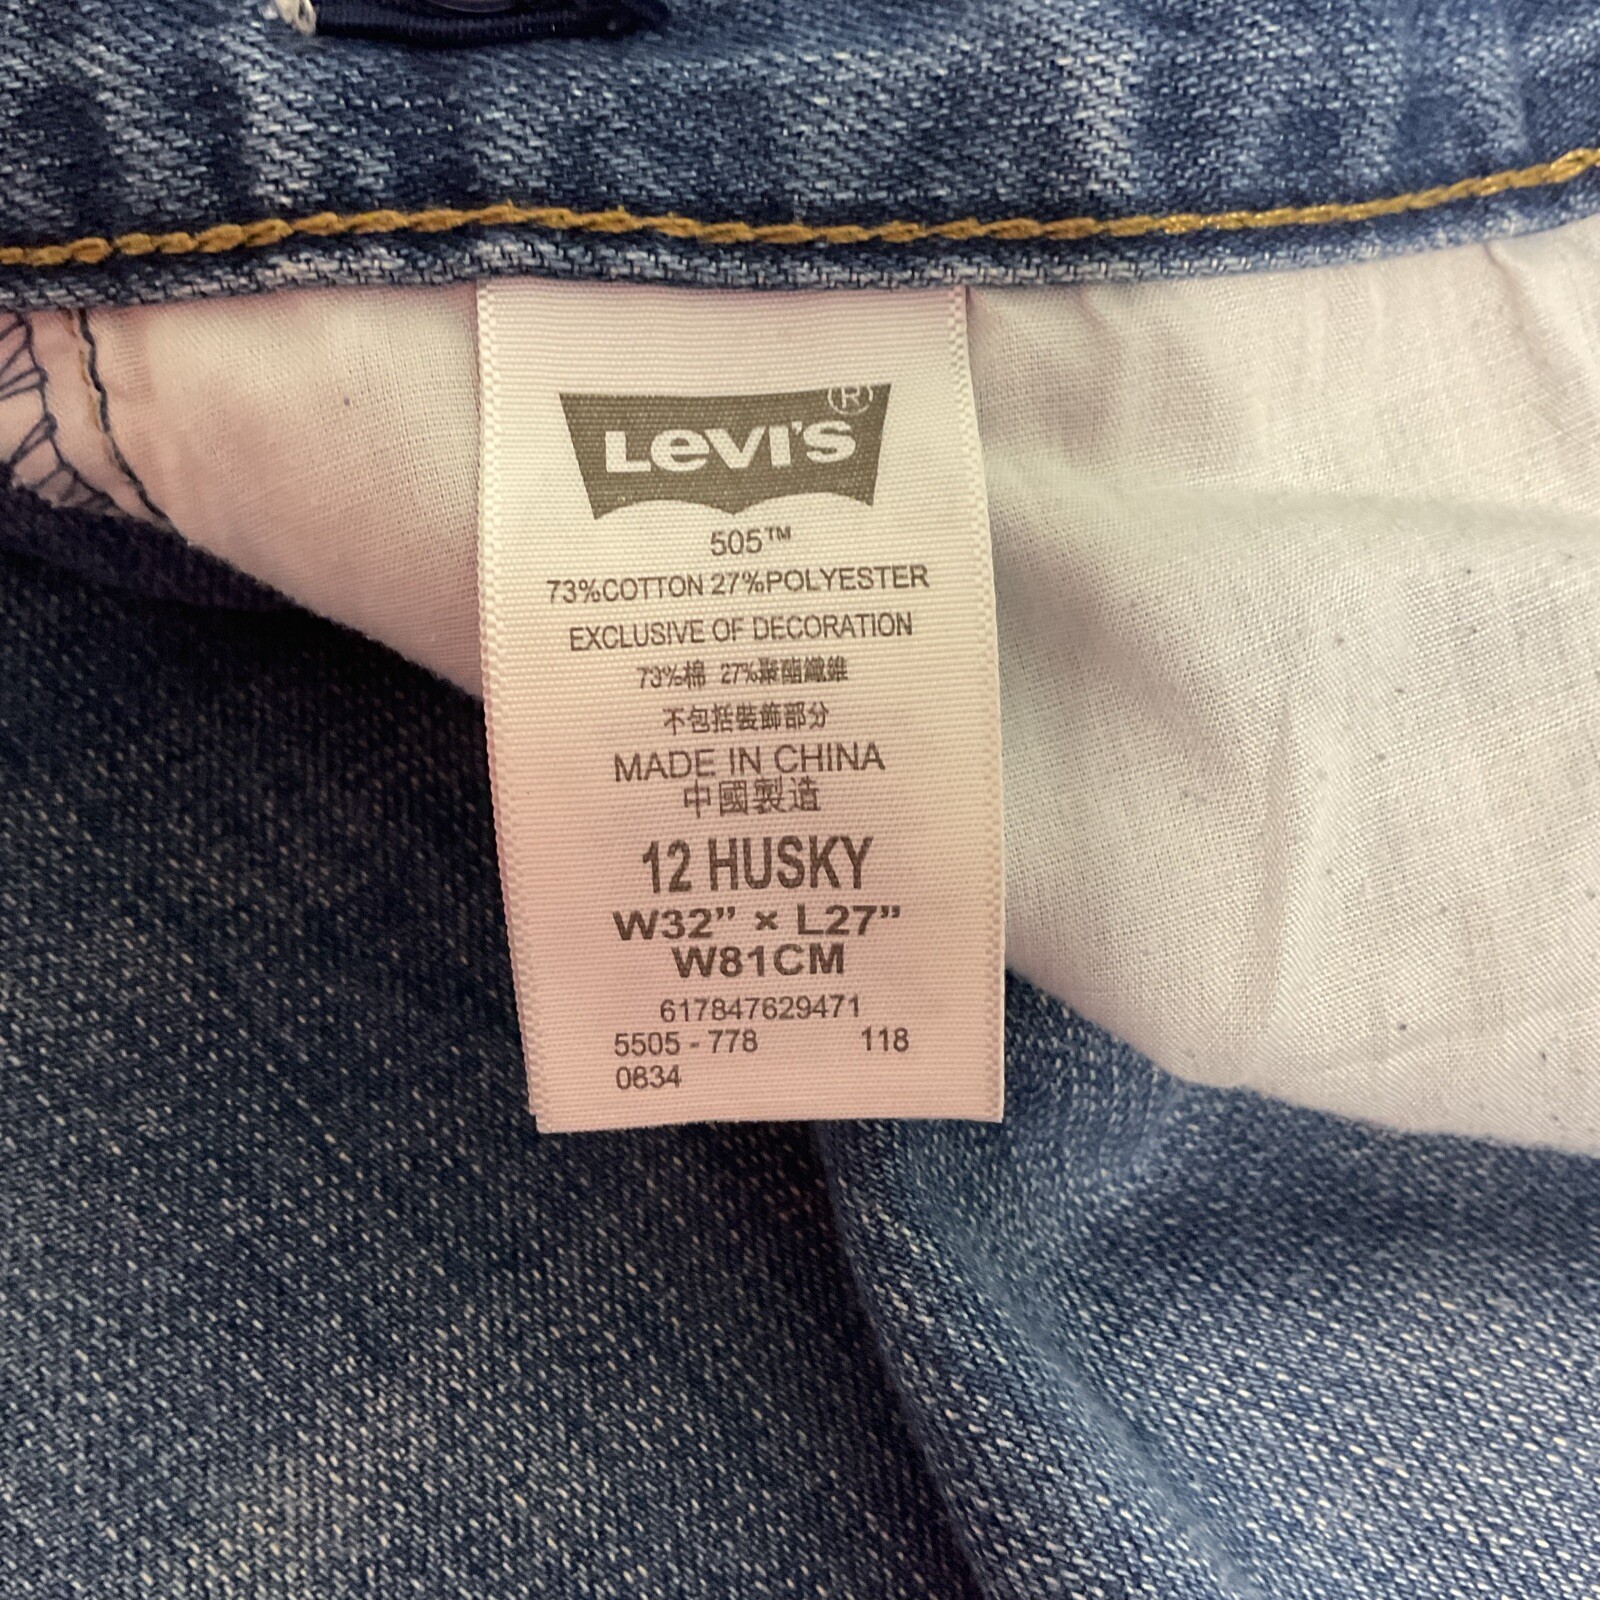 LEVI'S®
505™
73%COTTON 27%POLYESTER
EXCLUSIVE OF DECORATION
73%棉 27%聚酯纖維
不包括裝飾部分
MADE IN CHINA
中國製造
12 HUSKY
W32” × L27”
W81CM
617847629471
5505 - 778 118
0834